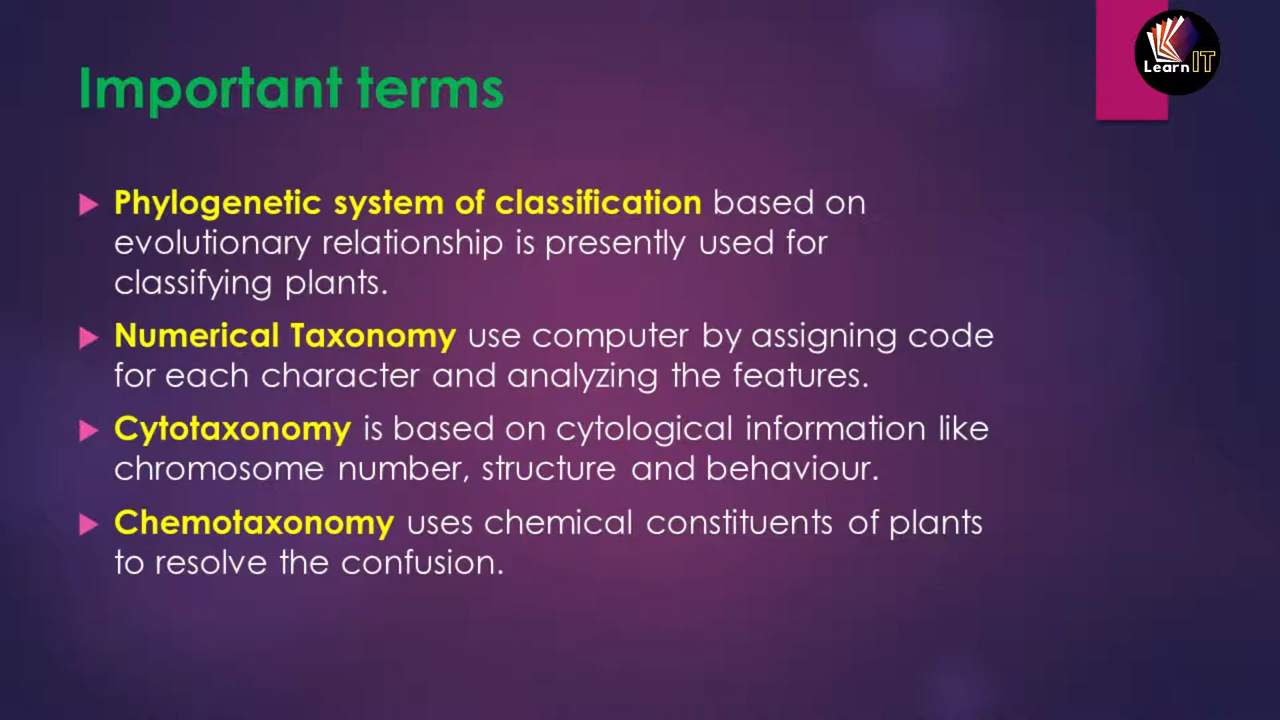 Learn IT
Important terms
Phylogenetic system of classification based on
evolutionary relationship is presently used for
classifying plants.
Numerical Taxonomy use computer by assigning code
for each character and analyzing the features.
Cytotaxonomy is based on cytological information like
chromosome number, structure and behaviour.
Chemotaxonomy uses chemical constituents of plants
to resolve the confusion.